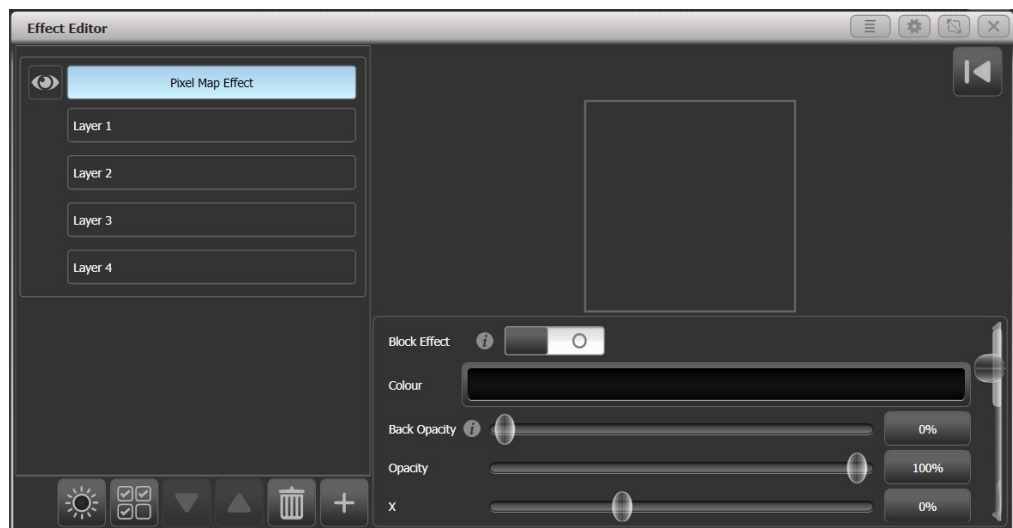 Effect Editor
Pixel Map Effect
Layer 1
Layer 2
Layer 3
Layer 4
Block Effect
Colour
Back Opacity 0%
Opacity 100%
X 0%